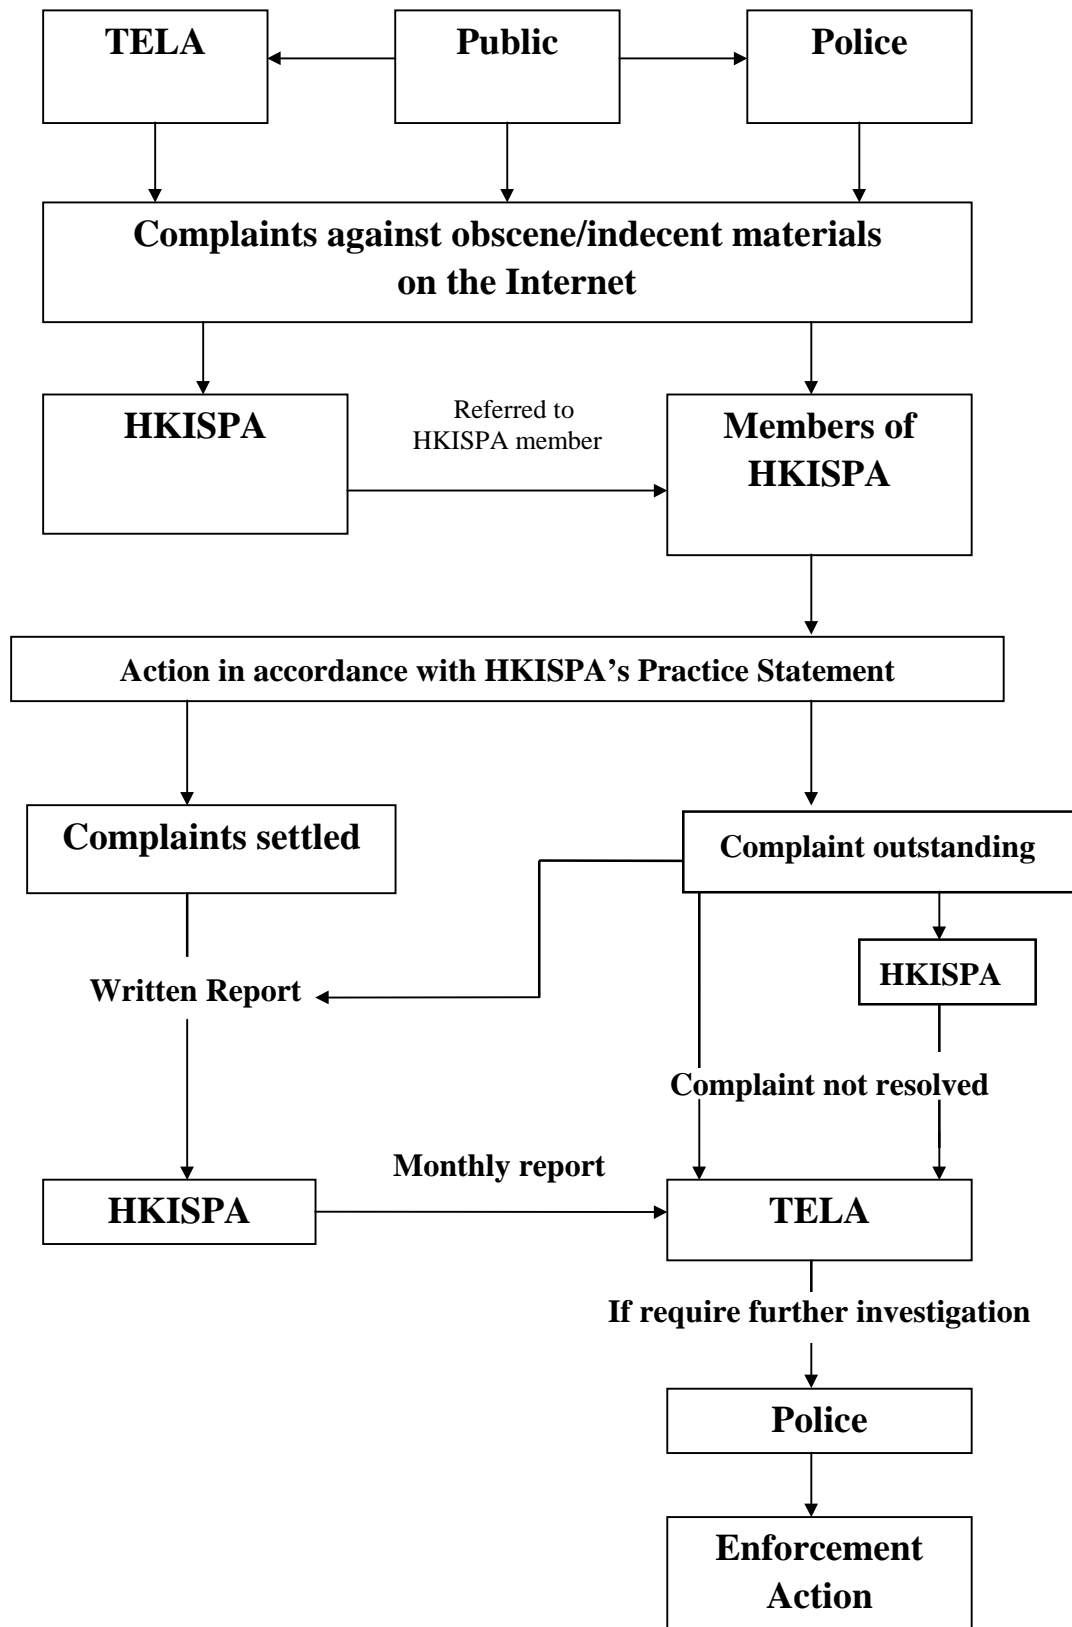 TELA
Public
Police
Complaints against obscene/indecent materials
on the Internet
HKISPA
Referred to
HKISPA member
Members of
HKISPA
Action in accordance with HKISPA’s Practice Statement
Complaints settled
Complaint outstanding
HKISPA
Written Report
Complaint not resolved
Monthly report
HKISPA
TELA
If require further investigation
Police
Enforcement
Action